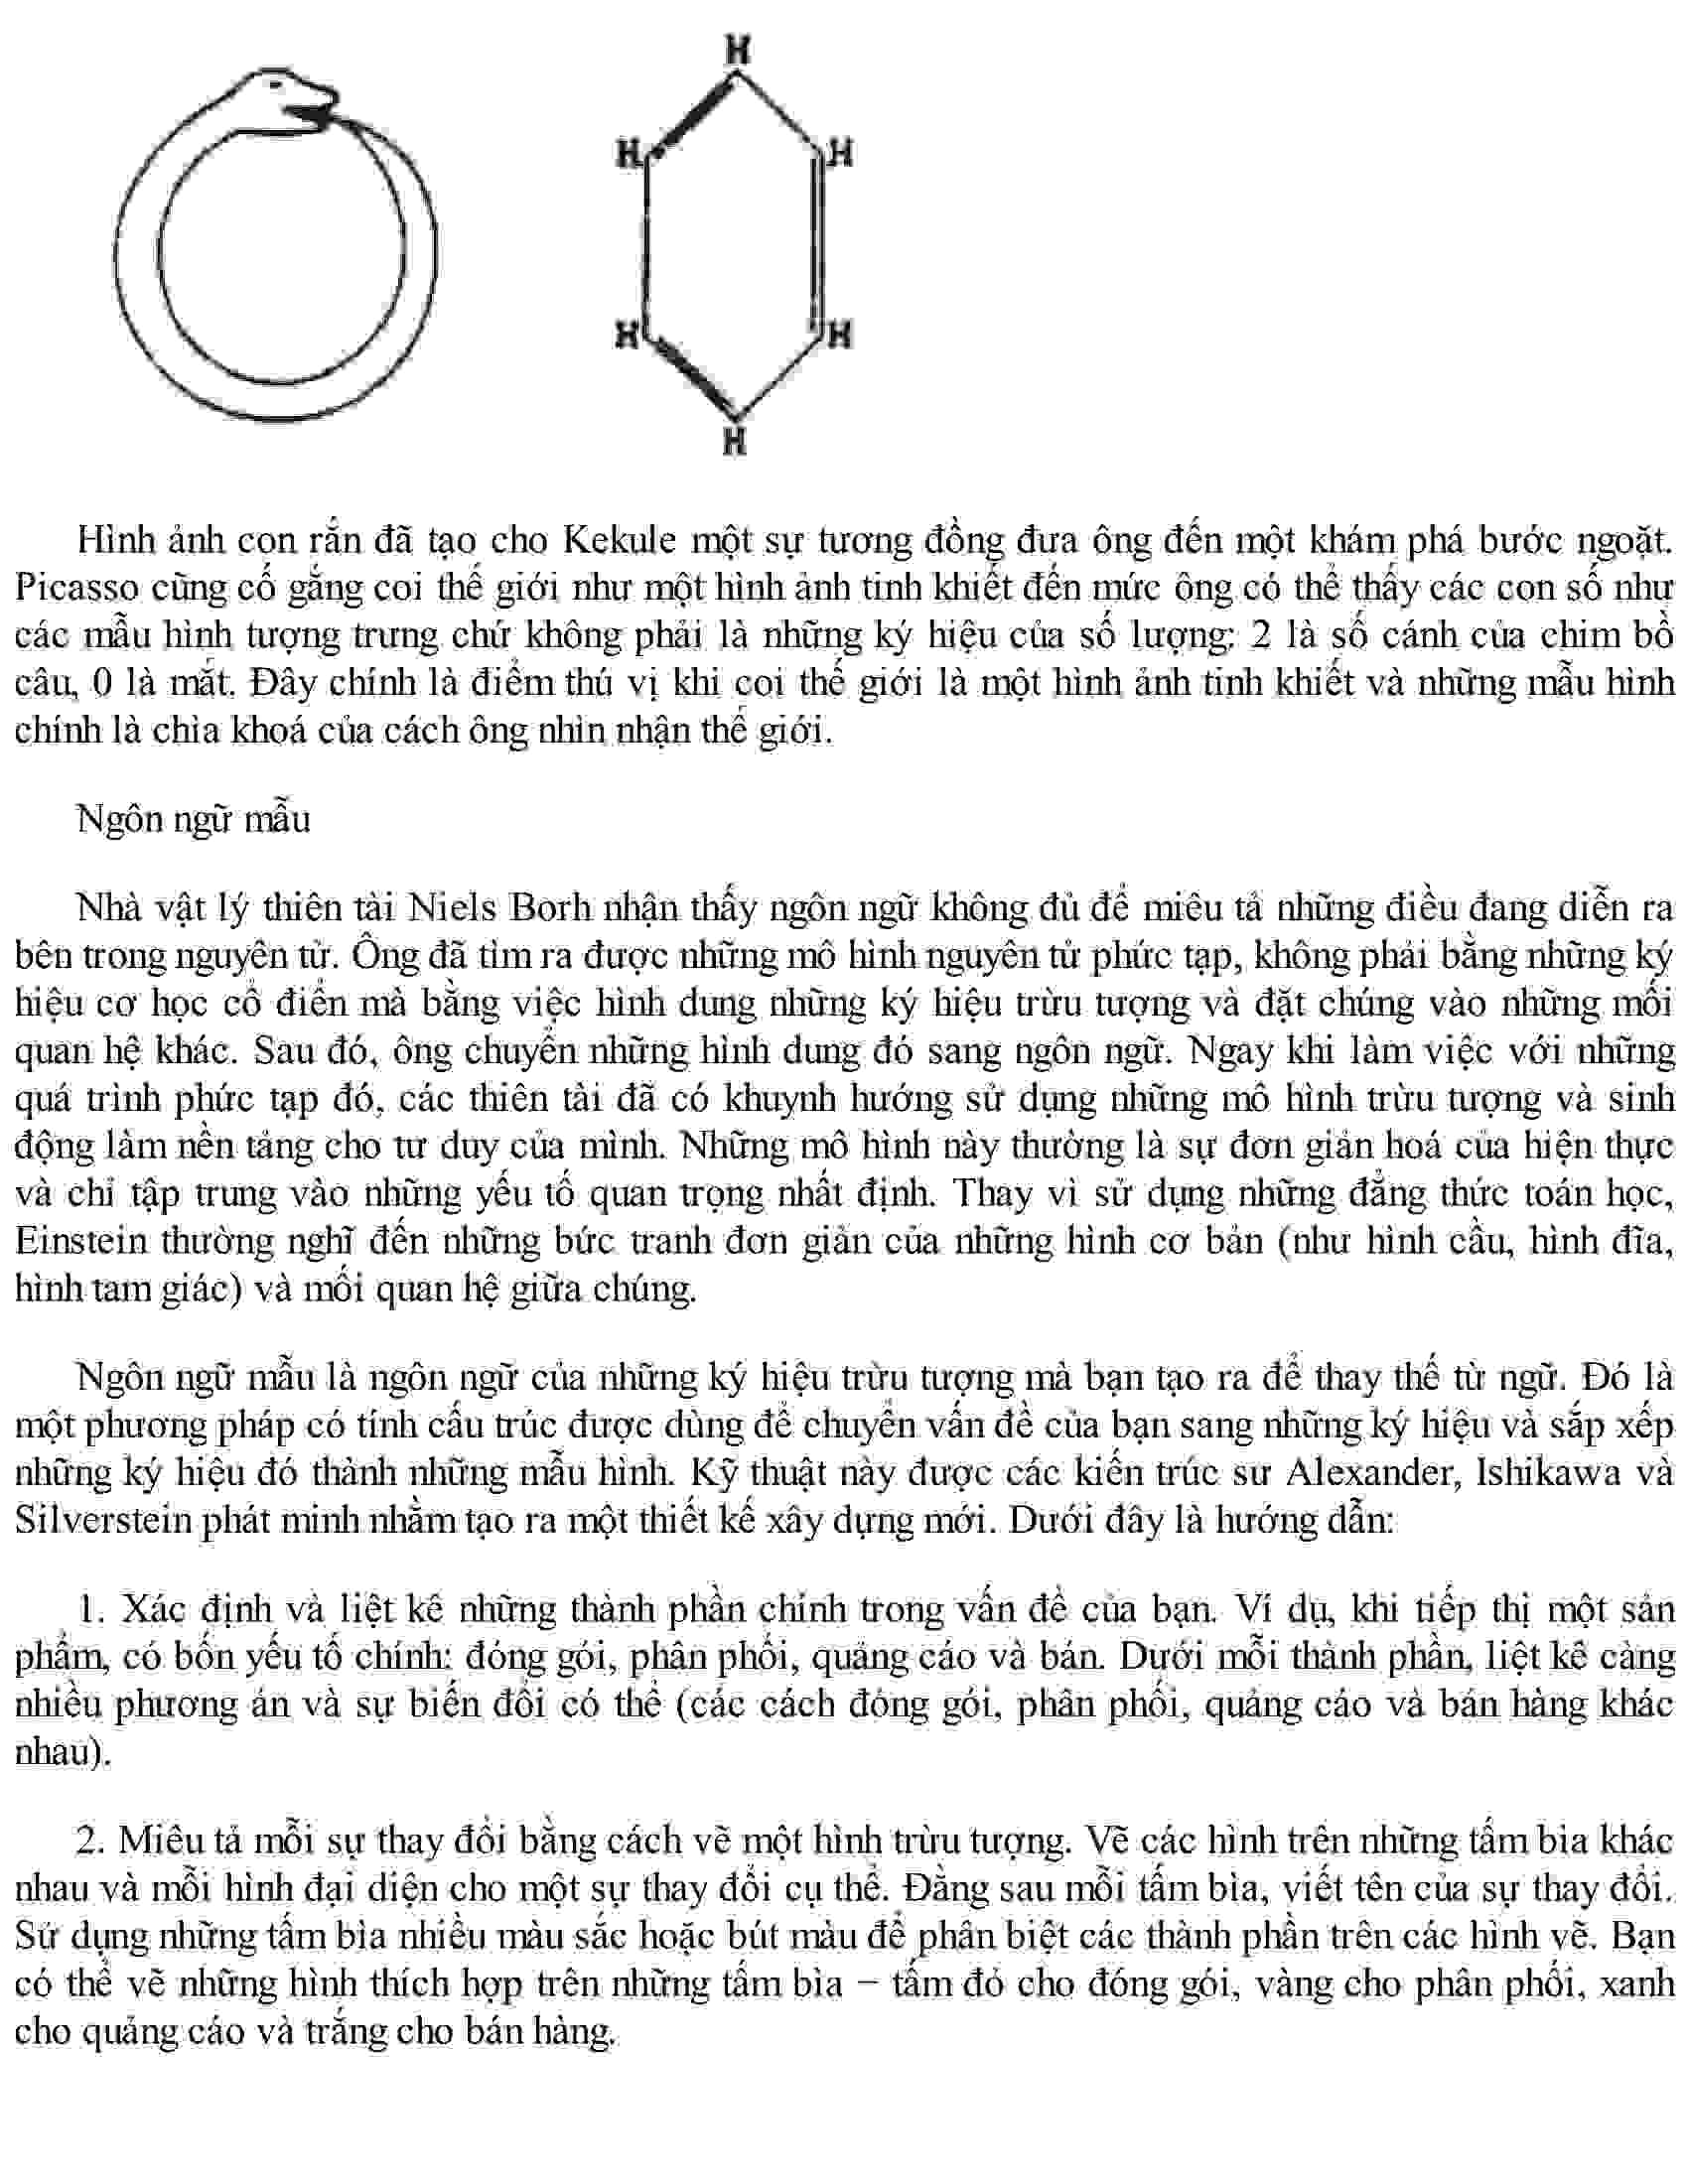 H
H
H
H
H
H
Hình ảnh con rắn đã tạo cho Kekule một sự tương đồng đưa ông đến một khám phá bước ngoặt.
Picasso cũng cố gắng coi thế giới như một hình ảnh tinh khiết đến mức ông có thể thấy các con số như
các mẫu hình tượng trưng chứ không phải là những ký hiệu của số lượng: 2 là số cánh của chim bồ
câu, 0 là mắt. Đây chính là điểm thú vị khi coi thế giới là một hình ảnh tinh khiết và những mẫu hình
chính là chìa khoá của cách ông nhìn nhận thế giới.
Ngôn ngữ mẫu
Nhà vật lý thiên tài Niels Borh nhận thấy ngôn ngữ không đủ để miêu tả những điều đang diễn ra
bên trong nguyên tử. Ông đã tìm ra được những mô hình nguyên tử phức tạp, không phải bằng những ký
hiệu cơ học cổ điển mà bằng việc hình dung những ký hiệu trừu tượng và đặt chúng vào những mối
quan hệ khác. Sau đó, ông chuyển những hình dung đó sang ngôn ngữ. Ngay khi làm việc với những
quá trình phức tạp đó, các thiên tài đã có khuynh hướng sử dụng những mô hình trừu tượng và sinh
động làm nền tảng cho tư duy của mình. Những mô hình này thường là sự đơn giản hoá của hiện thực
và chỉ tập trung vào những yếu tố quan trọng nhất định. Thay vì sử dụng những đẳng thức toán học,
Einstein thường nghĩ đến những bức tranh đơn giản của những hình cơ bản (như hình cầu, hình đĩa,
hình tam giác) và mối quan hệ giữa chúng.
Ngôn ngữ mẫu là ngôn ngữ của những ký hiệu trừu tượng mà bạn tạo ra để thay thế từ ngữ. Đó là
một phương pháp có tính cấu trúc được dùng để chuyển vấn đề của bạn sang những ký hiệu và sắp xếp
những ký hiệu đó thành những mẫu hình. Kỹ thuật này được các kiến trúc sư Alexander, Ishikawa và
Silverstein phát minh nhằm tạo ra một thiết kế xây dựng mới. Dưới đây là hướng dẫn:
1. Xác định và liệt kê những thành phần chính trong vấn đề của bạn. Ví dụ, khi tiếp thị một sản
phẩm, có bốn yếu tố chính: đóng gói, phân phối, quảng cáo và bán. Dưới mỗi thành phần, liệt kê càng
nhiều phương án và sự biến đổi có thể (các cách đóng gói, phân phối, quảng cáo và bán hàng khác
nhau).
2. Miêu tả mỗi sự thay đổi bằng cách vẽ một hình trừu tượng. Vẽ các hình trên những tấm bìa khác
nhau và mỗi hình đại diện cho một sự thay đổi cụ thể. Đằng sau mỗi tấm bìa, viết tên của sự thay đổi.
Sử dụng những tấm bìa nhiều màu sắc hoặc bút màu để phân biệt các thành phần trên các hình vẽ. Bạn
có thể vẽ những hình thích hợp trên những tấm bìa − tấm đỏ cho đóng gói, vàng cho phân phối, xanh
cho quảng cáo và trắng cho bán hàng.